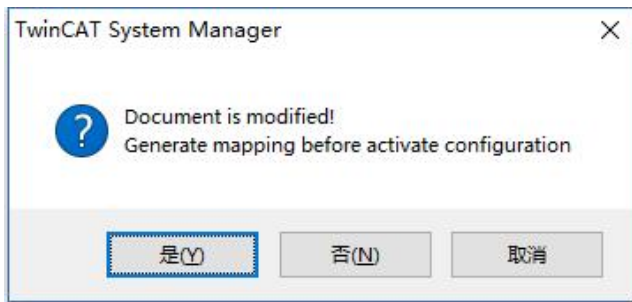 TwinCAT System Manager
Document is modified!
Generate mapping before activate configuration
是(Y)
否(N)
取消